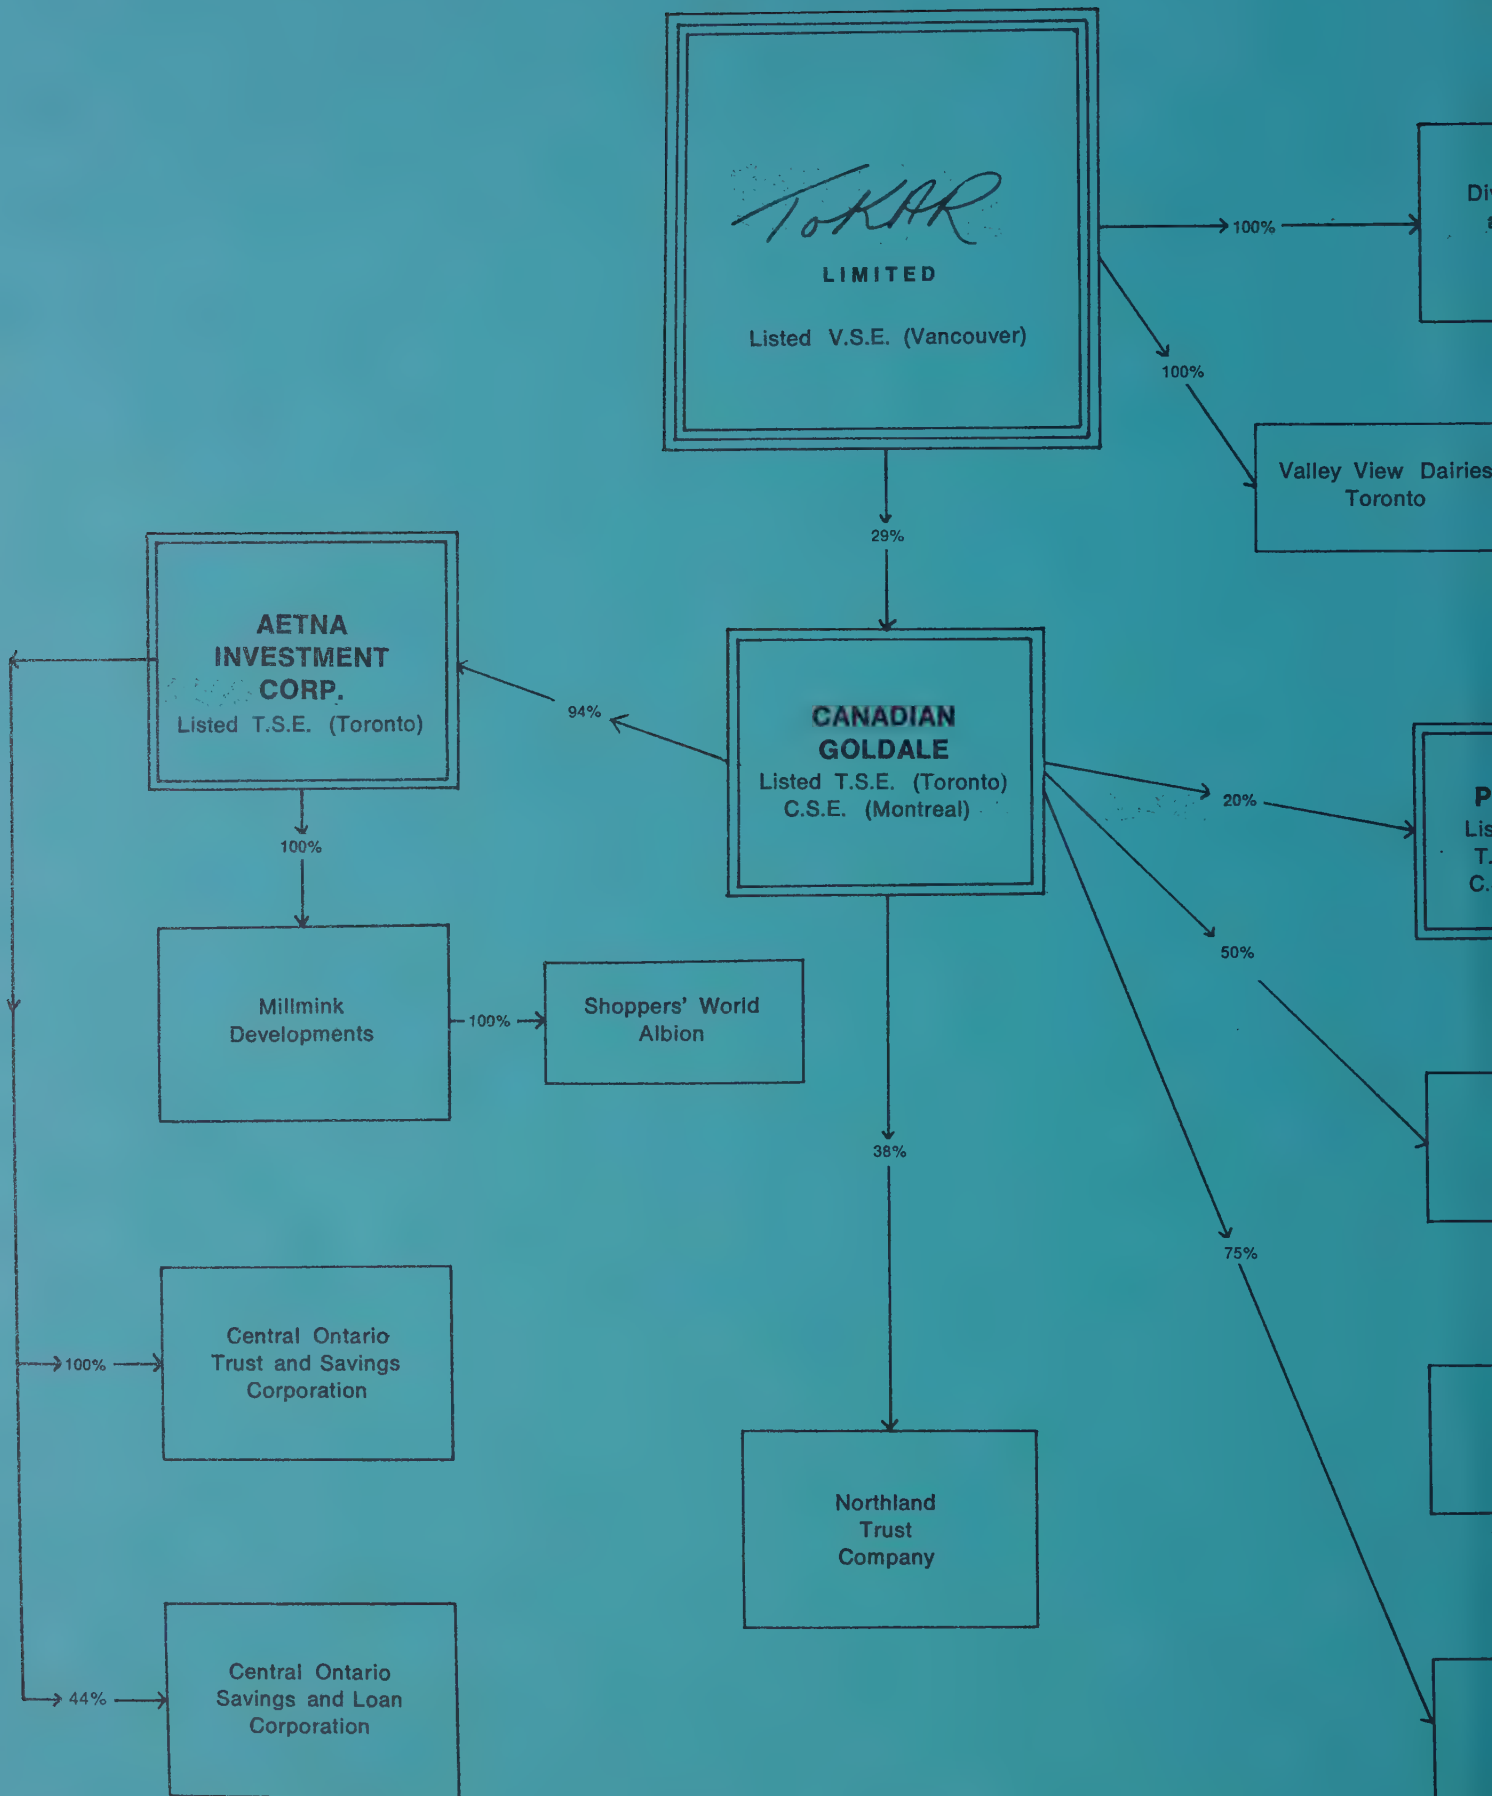 ToKAR
LIMITED
Listed V.S.E. (Vancouver)
100%
100%
Valley View Dairies
Toronto
29%
AETNA
INVESTMENT
CORP.
Listed T.S.E. (Toronto)
94%
CANADIAN
GOLDALE
Listed T.S.E. (Toronto)
C.S.E. (Montreal)
20%
100%
50%
Millmink
Developments
100%
Shoppers' World
Albion
38%
75%
Central Ontario
Trust and Savings
Corporation
100%
Northland
Trust
Company
Central Ontario
Savings and Loan
Corporation
44%